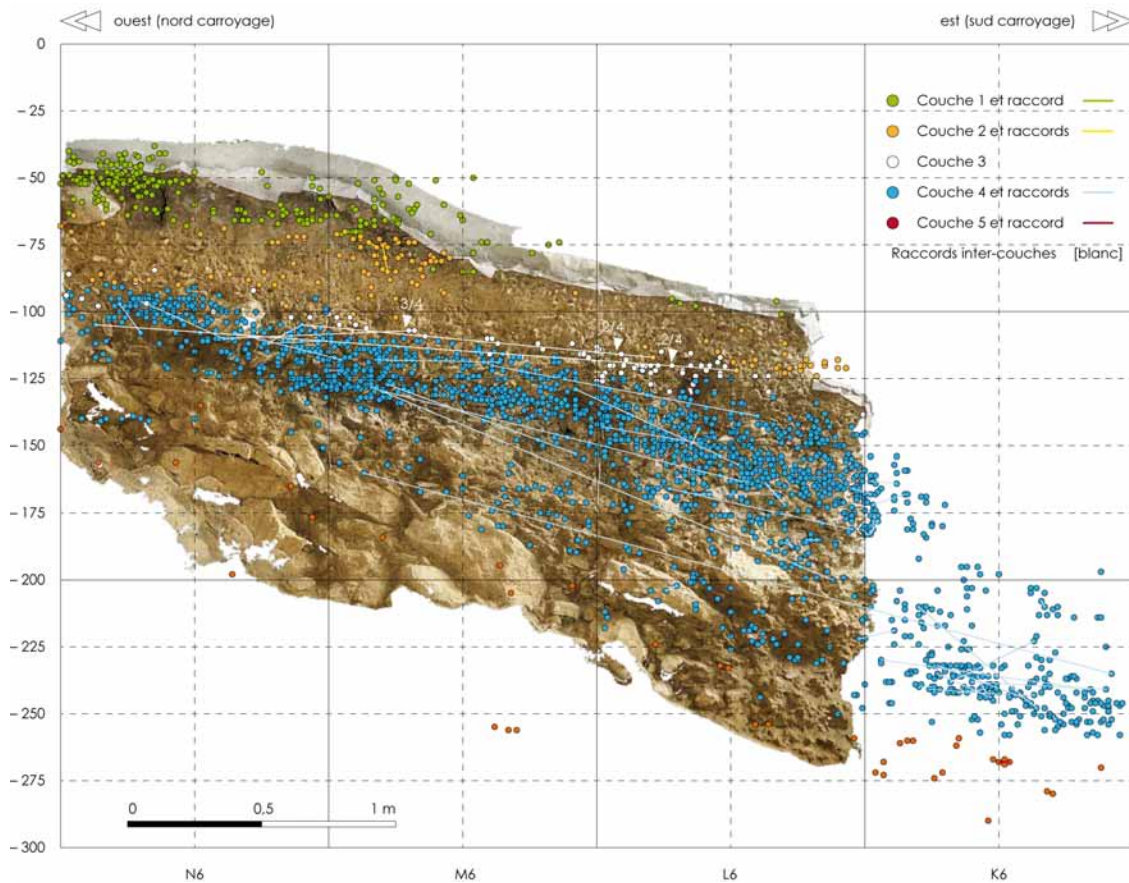 ouest (nord carroyage)
est (sud carroyage)
0
–25
–50
–75
–100
–125
–150
–175
–200
–225
–250
–275
–300
Couche 1 et raccord
Couche 2 et raccords
Couche 3
Couche 4 et raccords
Couche 5 et raccord
Raccords inter-couches [blanc]
3/4
2/4
2/4
0 0,5 1 m
N6 M6 L6 K6